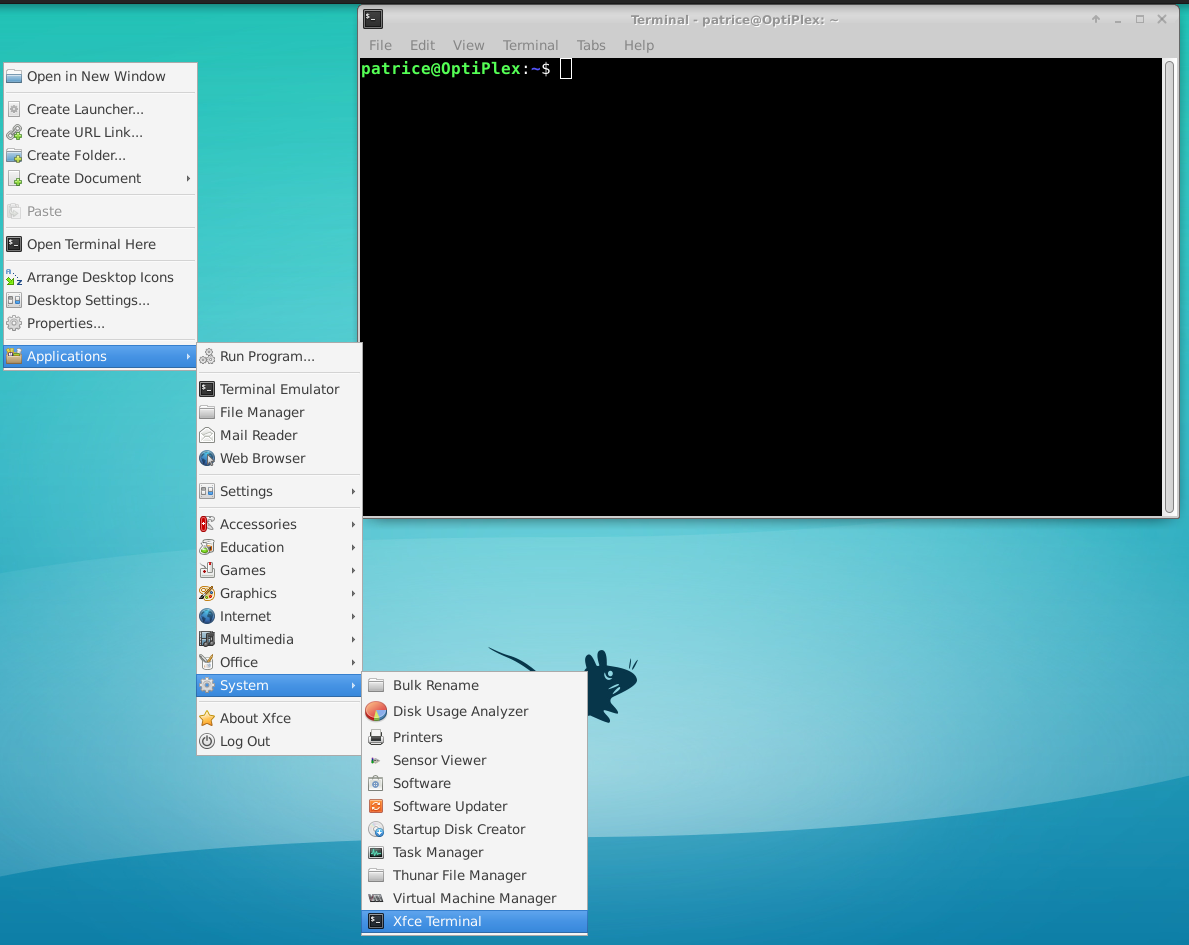 Terminal - patrice@OptiPlex: ~
File Edit View Terminal Tabs Help
patrice@OptiPlex:~$
Open in New Window
Create Launcher...
Create URL Link...
Create Folder...
Create Document
Paste
Open Terminal Here
Arrange Desktop Icons
Desktop Settings...
Properties...
Applications
Run Program...
Terminal Emulator
File Manager
Mail Reader
Web Browser
Settings
Accessories
Education
Games
Graphics
Internet
Multimedia
Office
System
About Xfce
Log Out
Bulk Rename
Disk Usage Analyzer
Printers
Sensor Viewer
Software
Software Updater
Startup Disk Creator
Task Manager
Thunar File Manager
Virtual Machine Manager
Xfce Terminal